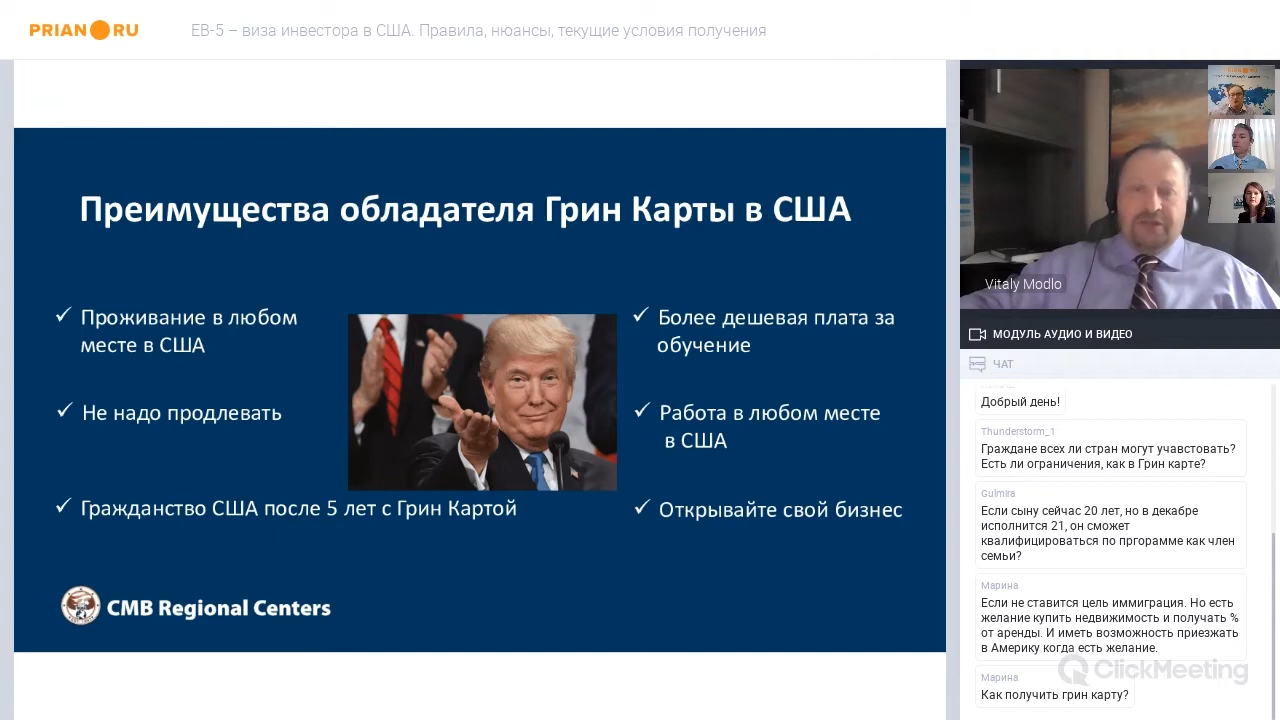 PRIAN RU
EB-5 – виза инвестора в США. Правила, нюансы, текущие условия получения
Преимущества обладателя Грин Карты в США
✓ Проживание в любом
месте в США
✓ Не надо продлевать
✓ Гражданство США после 5 лет с Грин Картой
✓ Более дешевая плата за
обучение
✓ Работа в любом месте
в США
✓ Открывайте свой бизнес
CMB Regional Centers
Vitaly Modlo
МОДУЛЬ АУДИО И ВИДЕО
ЧАТ
Добрый день!
Thunderstorm_1
Граждане всех ли стран могут учавстовать?
Есть ли ограничения, как в Грин карте?
Gulmira
Если сыну сейчас 20 лет, но в декабре
исполнится 21, он сможет
квалифицироваться по пргорамме как член
семьи?
Марина
Если не ставится цель иммиграция. Но есть
желание купить недвижимость и получать %
от аренды. И иметь возможность приезжать
в Америку когда есть желание.
ClickMeeting
Марина
Как получить грин карту?